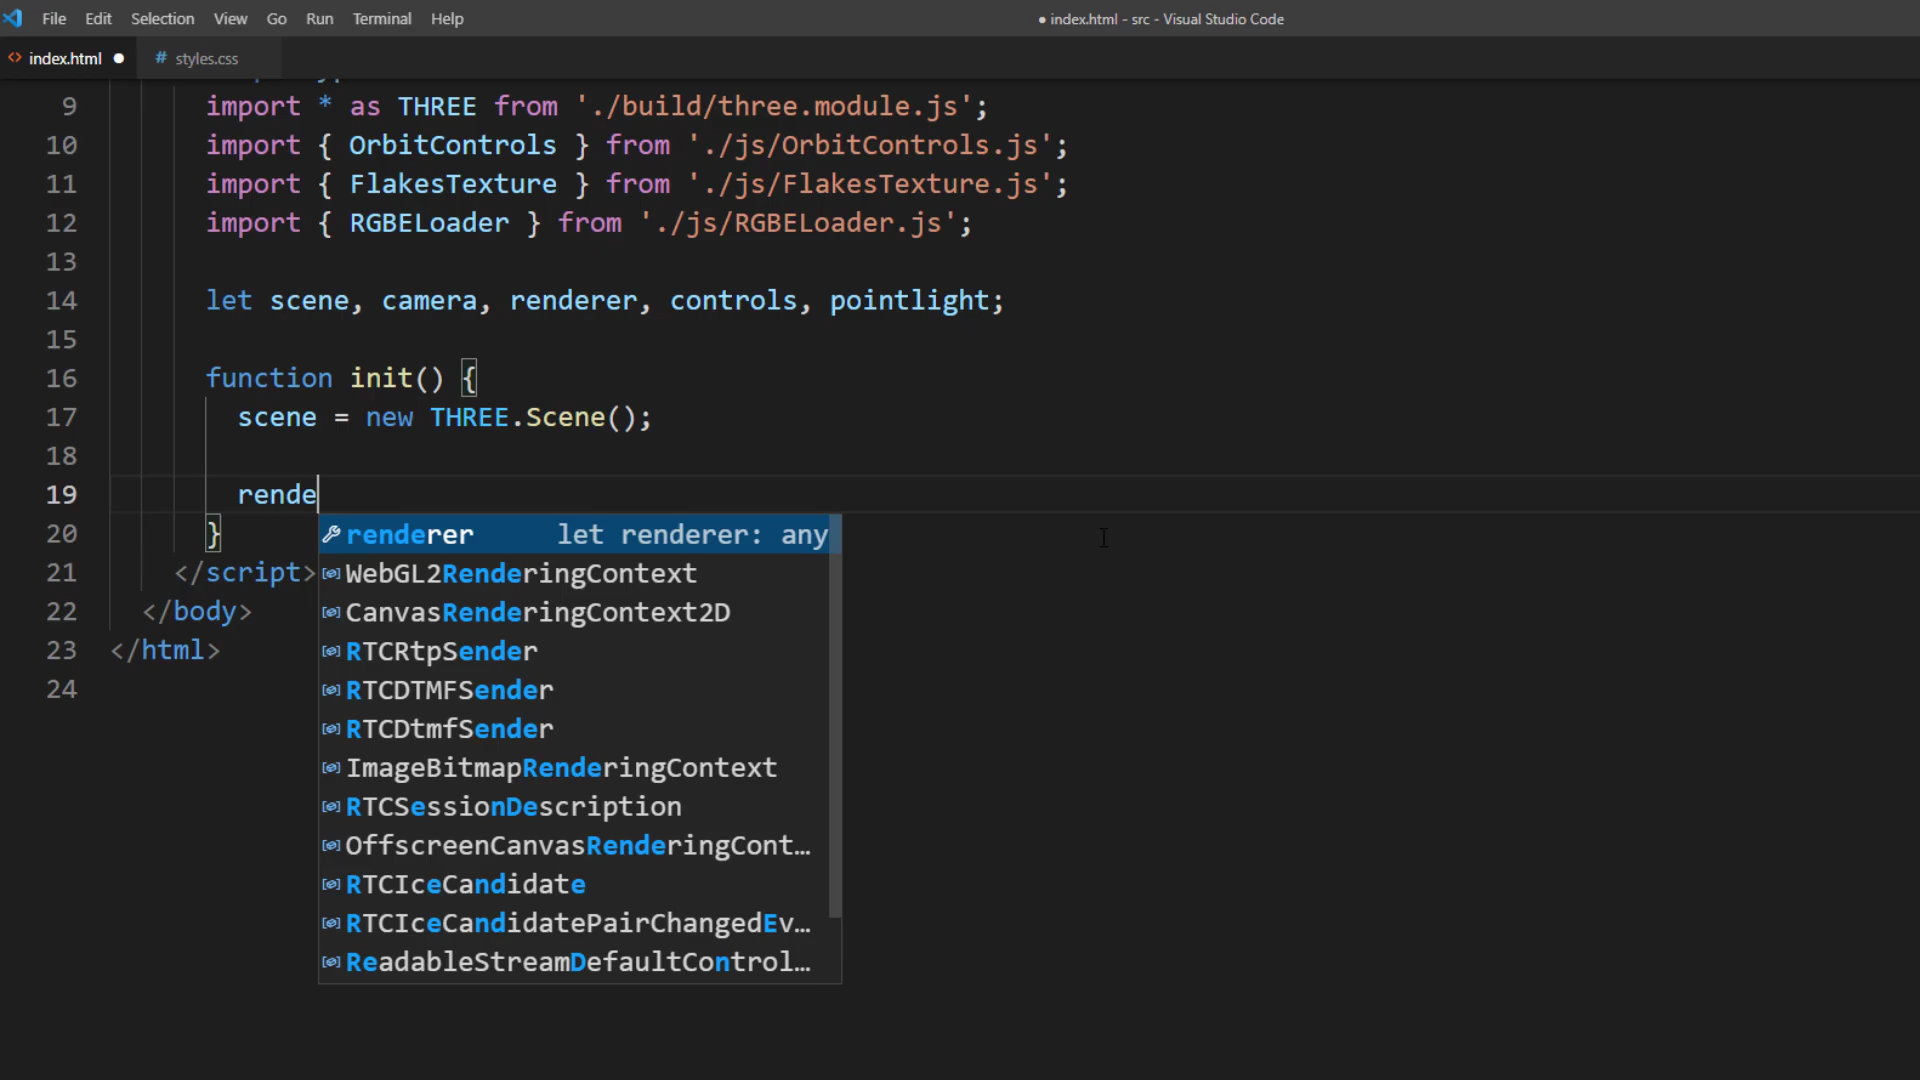 File Edit Selection View Go Run Terminal Help
● index.html - src - Visual Studio Code
<> index.html ● # styles.css
9 import * as THREE from './build/three.module.js';
10 import { OrbitControls } from './js/OrbitControls.js';
11 import { FlakesTexture } from './js/FlakesTexture.js';
12 import { RGBELoader } from './js/RGBELoader.js';
13
14 let scene, camera, renderer, controls, pointlight;
15
16 function init() {
17 scene = new THREE.Scene();
18
19 rende
20 }
21 </script>
22 </body>
23 </html>
24
renderer let renderer: any
WebGL2RenderingContext
CanvasRenderingContext2D
RTCRtpSender
RTCDTMFSender
RTCDtmfSender
ImageBitmapRenderingContext
RTCSessionDescription
OffscreenCanvasRenderingCont…
RTCIceCandidate
RTCIceCandidatePairChangedEv…
ReadableStreamDefaultControl…